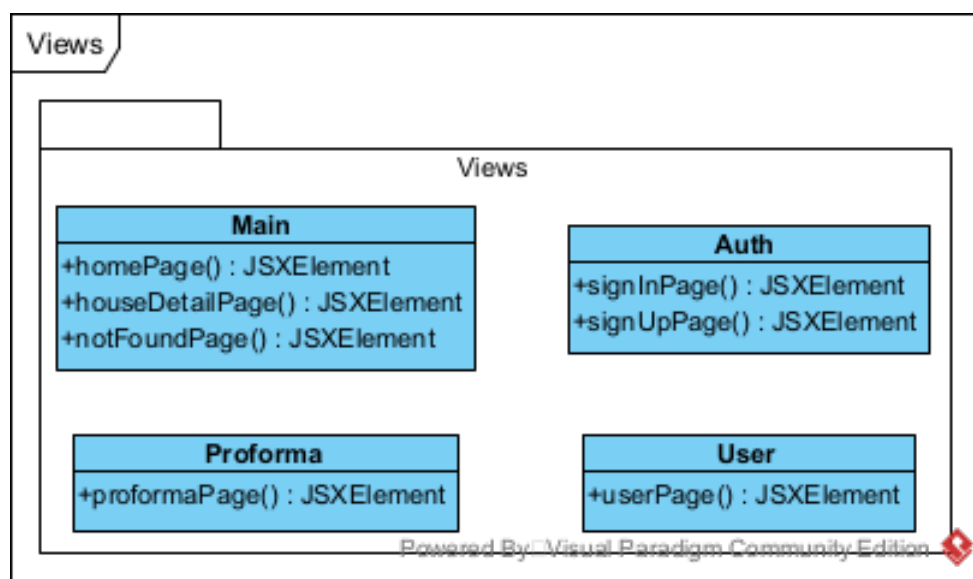 Views
Views
Main
+homePage() : JSXElement
+houseDetailPage() : JSXElement
+notFoundPage() : JSXElement
Auth
+signInPage() : JSXElement
+signUpPage() : JSXElement
Proforma
+proformaPage() : JSXElement
User
+userPage() : JSXElement
Powered By Visual Paradigm Community Edition